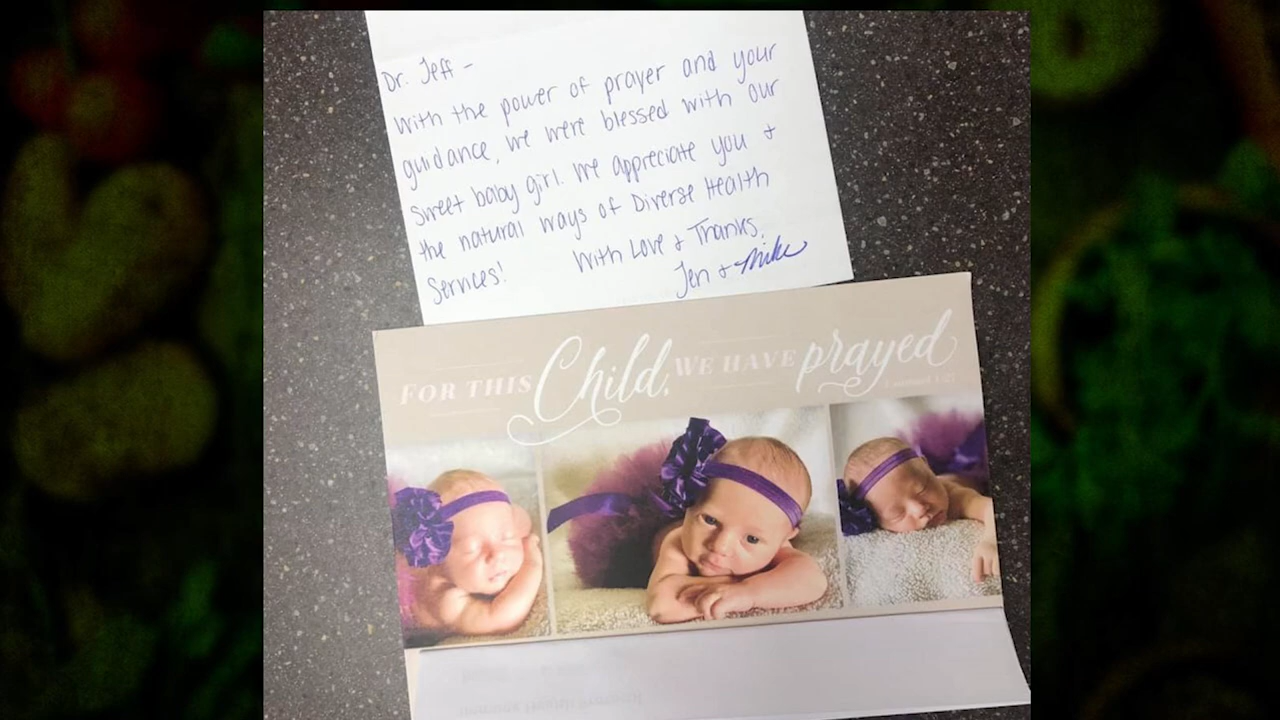 Dr. Jeff -
With the power of prayer and your
guidance, we were blessed with our
sweet baby girl. We appreciate you +
the natural ways of Diverse Health
Services!
With Love + Thanks,
Jen + Mike
FOR THIS Child, WE HAVE prayed